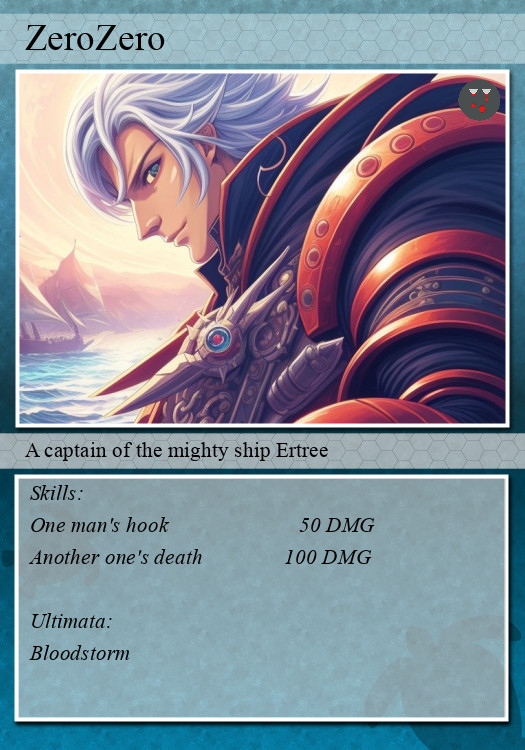 ZeroZero
A captain of the mighty ship Ertree
Skills:
One man's hook 50 DMG
Another one's death 100 DMG
Ultimata:
Bloodstorm